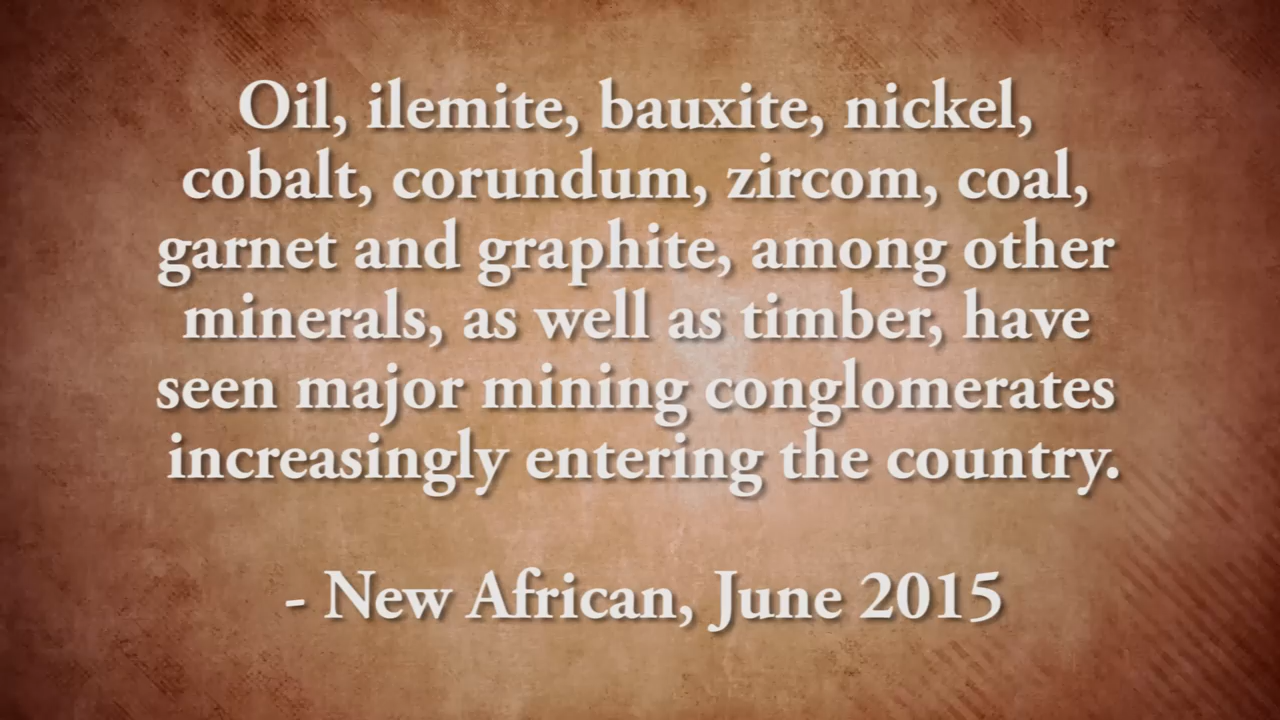 Oil, ilemite, bauxite, nickel,
cobalt, corundum, zircom, coal,
garnet and graphite, among other
minerals, as well as timber, have
seen major mining conglomerates
increasingly entering the country.
- New African, June 2015